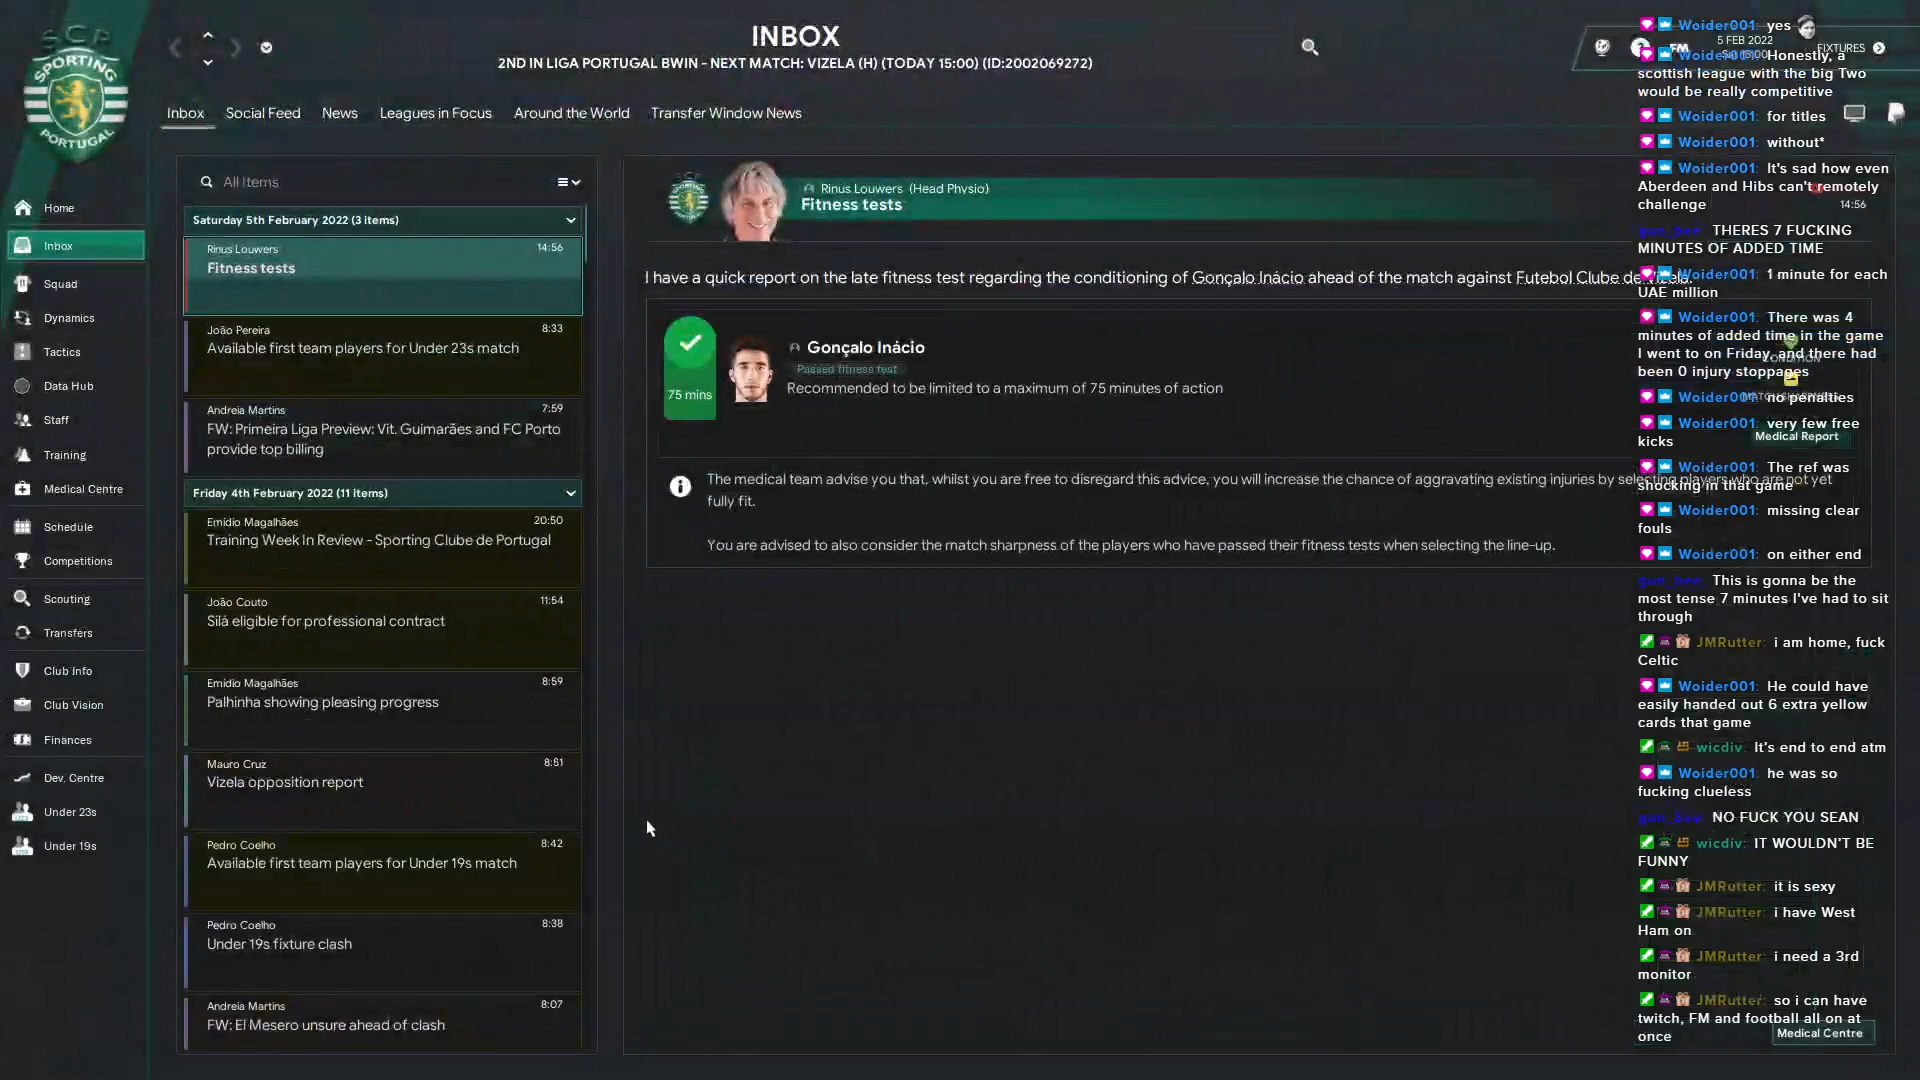 SCP
SPORTING
PORTUGAL
INBOX
2ND IN LIGA PORTUGAL BWIN - NEXT MATCH: VIZELA (H) (TODAY 15:00) (ID:2002069272)
FM
5 FEB 2022
FIXTURES
Inbox
Social Feed
News
Leagues in Focus
Around the World
Transfer Window News
Home
Inbox
Squad
Dynamics
Tactics
Data Hub
Staff
Training
Medical Centre
Schedule
Competitions
Scouting
Transfers
Club Info
Club Vision
Finances
Dev. Centre
Under 23s
Under 19s
All Items
Saturday 5th February 2022 (3 items)
Rinus Louwers 14:56
Fitness tests
João Pereira 8:33
Available first team players for Under 23s match
Andreia Martins 7:59
FW: Primeira Liga Preview: Vit. Guimarães and FC Porto
provide top billing
Friday 4th February 2022 (11 items)
Emídio Magalhães 20:50
Training Week In Review - Sporting Clube de Portugal
João Couto 11:54
Silá eligible for professional contract
Emídio Magalhães 8:59
Palhinha showing pleasing progress
Mauro Cruz 8:51
Vizela opposition report
Pedro Coelho 8:42
Available first team players for Under 19s match
Pedro Coelho 8:38
Under 19s fixture clash
Andreia Martins 8:07
FW: El Mesero unsure ahead of clash
Rinus Louwers (Head Physio)
Fitness tests
14:56
I have a quick report on the late fitness test regarding the conditioning of Gonçalo Inácio ahead of the match against Futebol Clube de Vizela.
75 mins
Gonçalo Inácio
Passed fitness test
Recommended to be limited to a maximum of 75 minutes of action
CONDITION
Medical Report
The medical team advise you that, whilst you are free to disregard this advice, you will increase the chance of aggravating existing injuries by selecting players who are not yet
fully fit.
You are advised to also consider the match sharpness of the players who have passed their fitness tests when selecting the line-up.
Medical Centre
Woider001: yes
Woider001: Honestly, a
scottish league with the big Two
would be really competitive
Woider001: for titles
Woider001: without*
Woider001: It's sad how even
Aberdeen and Hibs can't remotely
challenge
gun_bee: THERES 7 FUCKING
MINUTES OF ADDED TIME
Woider001: 1 minute for each
UAE million
Woider001: There was 4
minutes of added time in the game
I went to on Friday, and there had
been 0 injury stoppages
Woider001: no penalties
Woider001: very few free
kicks
Woider001: The ref was
shocking in that game
Woider001: missing clear
fouls
Woider001: on either end
gun_bee: This is gonna be the
most tense 7 minutes I've had to sit
through
JMRutter: i am home, fuck
Celtic
Woider001: He could have
easily handed out 6 extra yellow
cards that game
wicdiv: It's end to end atm
Woider001: he was so
fucking clueless
gun_bee: NO FUCK YOU SEAN
wicdiv: IT WOULDN'T BE
FUNNY
JMRutter: it is sexy
JMRutter: i have West
Ham on
JMRutter: i need a 3rd
monitor
JMRutter: so i can have
twitch, FM and football all on at
once